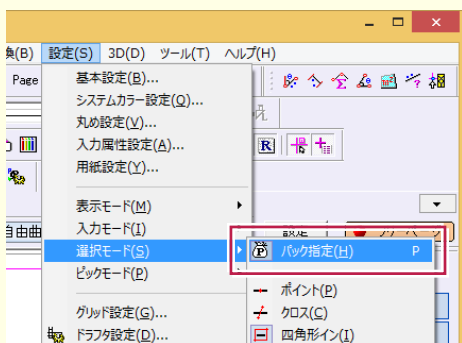 換(B) 設定(S) 3D(D) ツール(T) ヘルプ(H)
Page
基本設定(B)...
システムカラー設定(O)...
丸め設定(V)...
入力属性設定(A)...
用紙設定(Y)...
R
表示モード(M)
入力モード(I)
自由曲
選択モード(S)
パック指定(H) P
ピックモード(P)
ポイント(P)
クロス(C)
グリッド設定(G)...
ドラフタ設定(D)...
四角形イン(I)